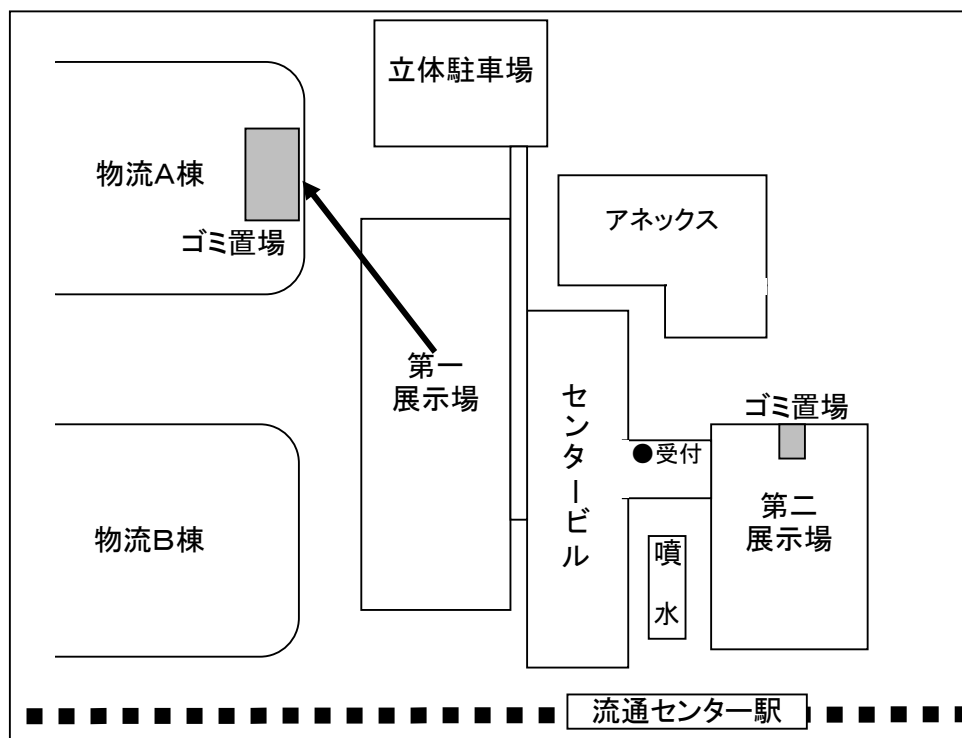 立体駐車場
物流A棟
ゴミ置場
アネックス
第一
展示場
センタービル
ゴミ置場
●受付
第二
展示場
物流B棟
噴水
流通センター駅